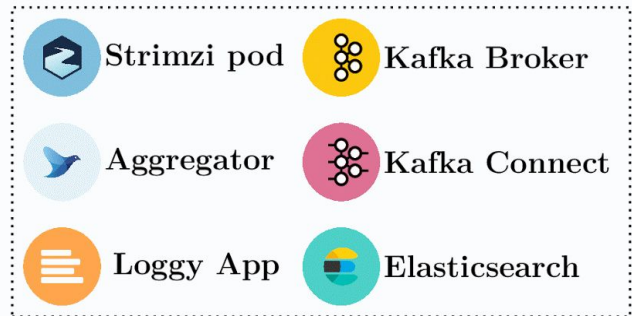 Strimzi pod
Kafka Broker
Aggregator
Kafka Connect
Loggy App
Elasticsearch